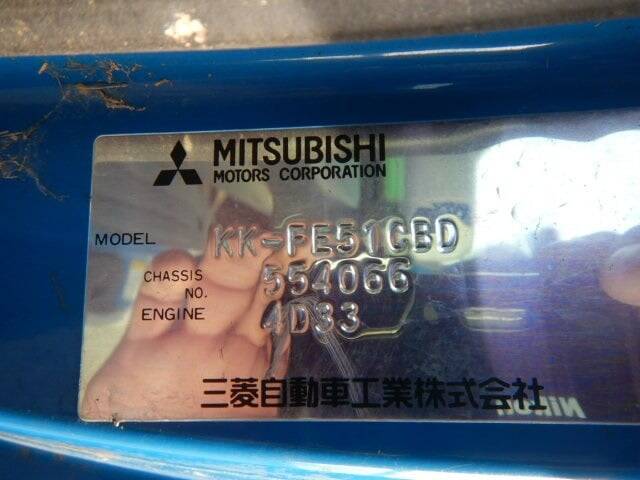 MITSUBISHI
MOTORS CORPORATION
MODEL KK-FE51CBD
CHASSIS NO. 554066
ENGINE 4D33
三菱自動車工業株式会社
Nikon